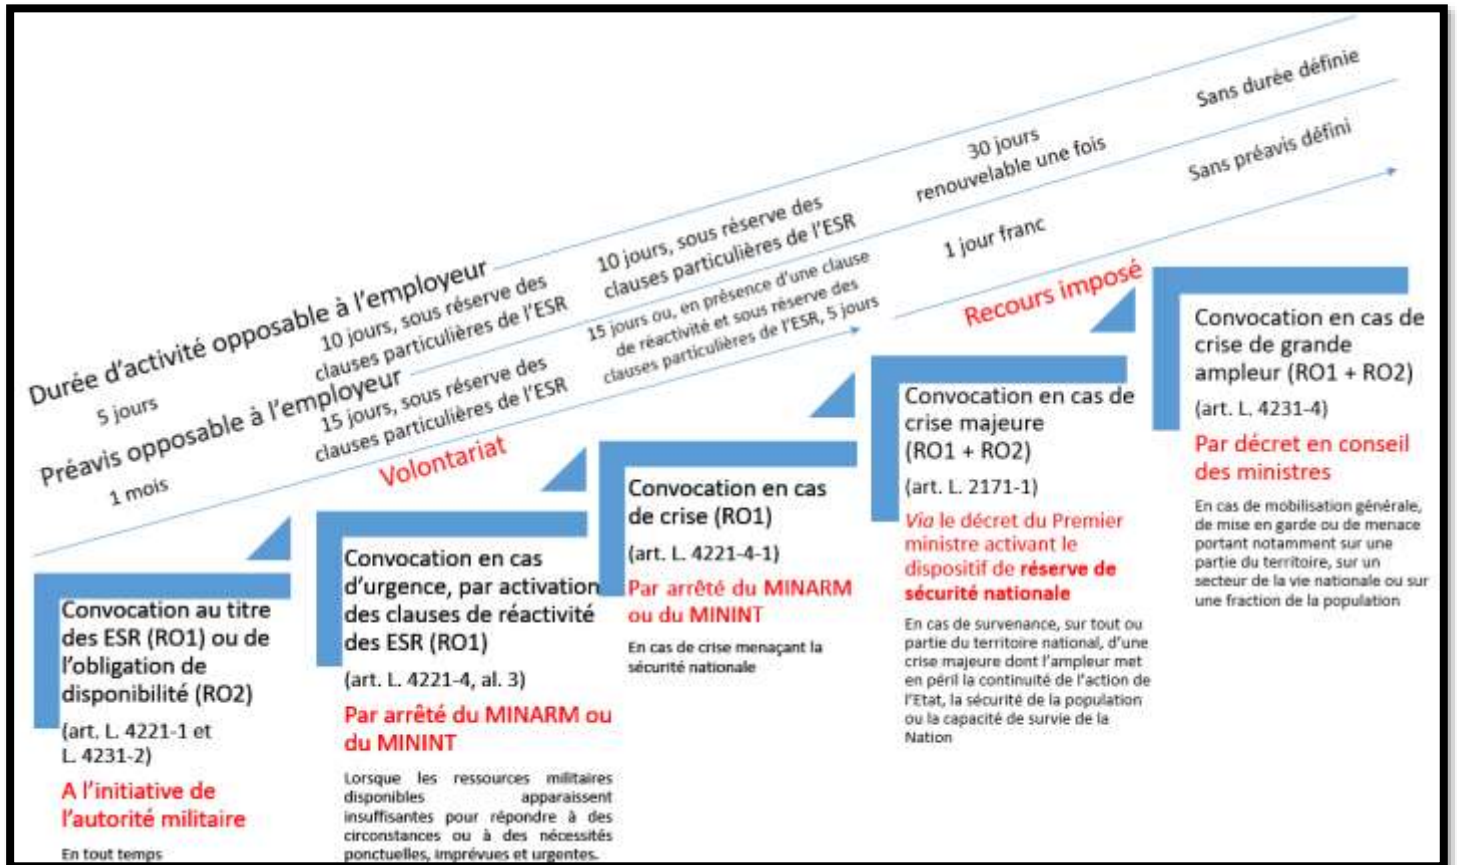 Durée d'activité opposable à l'employeur
5 jours
10 jours, sous réserve des
clauses particulières de l'ESR
10 jours, sous réserve des
clauses particulières de l'ESR
30 jours
renouvelable une fois
Sans durée définie
Préavis opposable à l'employeur
1 mois
15 jours, sous réserve des
clauses particulières de l'ESR
15 jours ou, en présence d'une clause
de réactivité et sous réserve des
clauses particulières de l'ESR, 5 jours
1 jour franc
Sans préavis défini
Volontariat
Recours imposé
Convocation au titre
des ESR (RO1) ou de
l'obligation de
disponibilité (RO2)
(art. L. 4221-1 et
L. 4231-2)
A l'initiative de
l'autorité militaire
En tout temps
Convocation en cas
d'urgence, par activation
des clauses de réactivité
des ESR (RO1)
(art. L. 4221-4, al. 3)
Par arrêté du MINARM ou
du MININT
Lorsque les ressources militaires
disponibles apparaissent
insuffisantes pour répondre à des
circonstances ou à des nécessités
ponctuelles, imprévues et urgentes.
Convocation en cas
de crise (RO1)
(art. L. 4221-4-1)
Par arrêté du MINARM
ou du MININT
En cas de crise menaçant la
sécurité nationale
Convocation en cas de
crise majeure
(RO1 + RO2)
(art. L. 2171-1)
Via le décret du Premier
ministre activant le
dispositif de réserve de
sécurité nationale
En cas de survenance, sur tout ou
partie du territoire national, d'une
crise majeure dont l'ampleur met
en péril la continuité de l'action de
l'Etat, la sécurité de la population
ou la capacité de survie de la
Nation
Convocation en cas de
crise de grande
ampleur (RO1 + RO2)
(art. L. 4231-4)
Par décret en conseil
des ministres
En cas de mobilisation générale,
de mise en garde ou de menace
portant notamment sur une
partie du territoire, sur un
secteur de la vie nationale ou sur
une fraction de la population